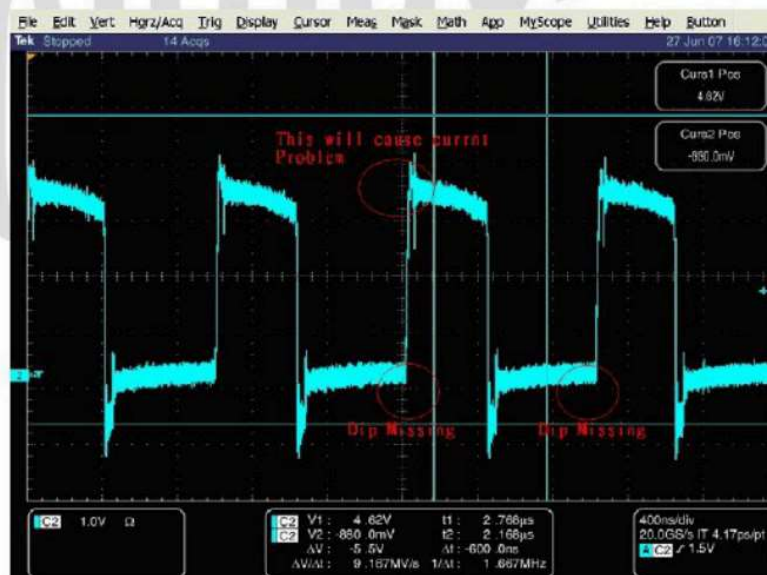 File Edit Vert Horz/Acq Trig Display Cursor Meas Mask Math App MyScope Utilities Help Button
Tek Stopped 14 Acqs 27 Jun 07 16:12:0
Curs1 Pos
4.62V
Curs2 Pos
-880.0mV
This will cause currnt
Problem
Dip Missing Dip Missing
C2 1.0V Ω
C2 V1: 4.62V t1: 2.766µs
C2 V2: -880.0mV t2: 2.166µs
ΔV: -5.5V Δt: -600.0ns
ΔV/Δt: 9.167MV/s 1/Δt: 1.667MHz
400ns/div
20.0GS/s IT 4.17ps/pt
A C2 / 1.5V